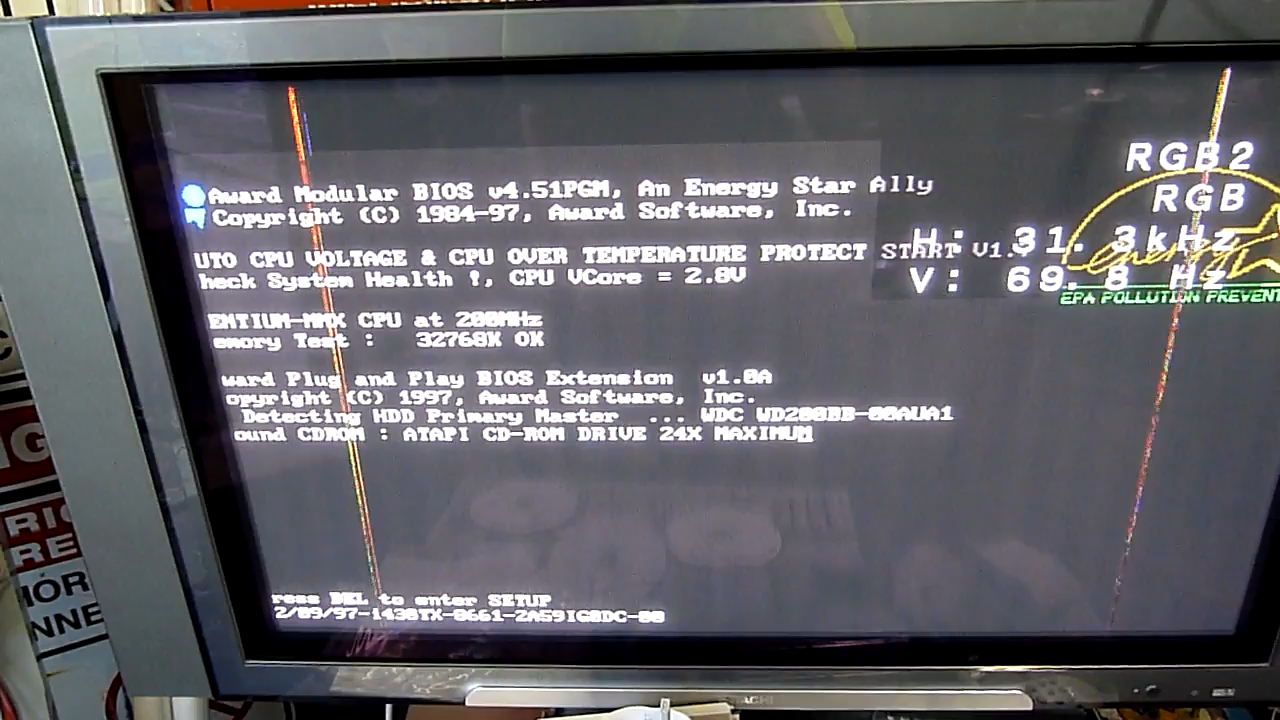 Award Modular BIOS v4.51PGM, An Energy Star Ally
Copyright (C) 1984-97, Award Software, Inc.
RGB2
RGB
H: 31. 3kHz
V: 69. 8 Hz
energy
EPA POLLUTION PREVENT
UTO CPU VOLTAGE & CPU OVER TEMPERATURE PROTECT START V1.
heck System Health !, CPU VCore = 2.8V
ENTIUM-MMX CPU at 200MHz
emory Test : 32768K OK
ward Plug and Play BIOS Extension v1.0A
opyright (C) 1997, Award Software, Inc.
Detecting HDD Primary Master ... WDC WD200BB-00AUA1
ound CDROM : ATAPI CD-ROM DRIVE 24X MAXIMUM
ress DEL to enter SETUP
2/09/97-i430TX-8661-2A59IG0DC-00